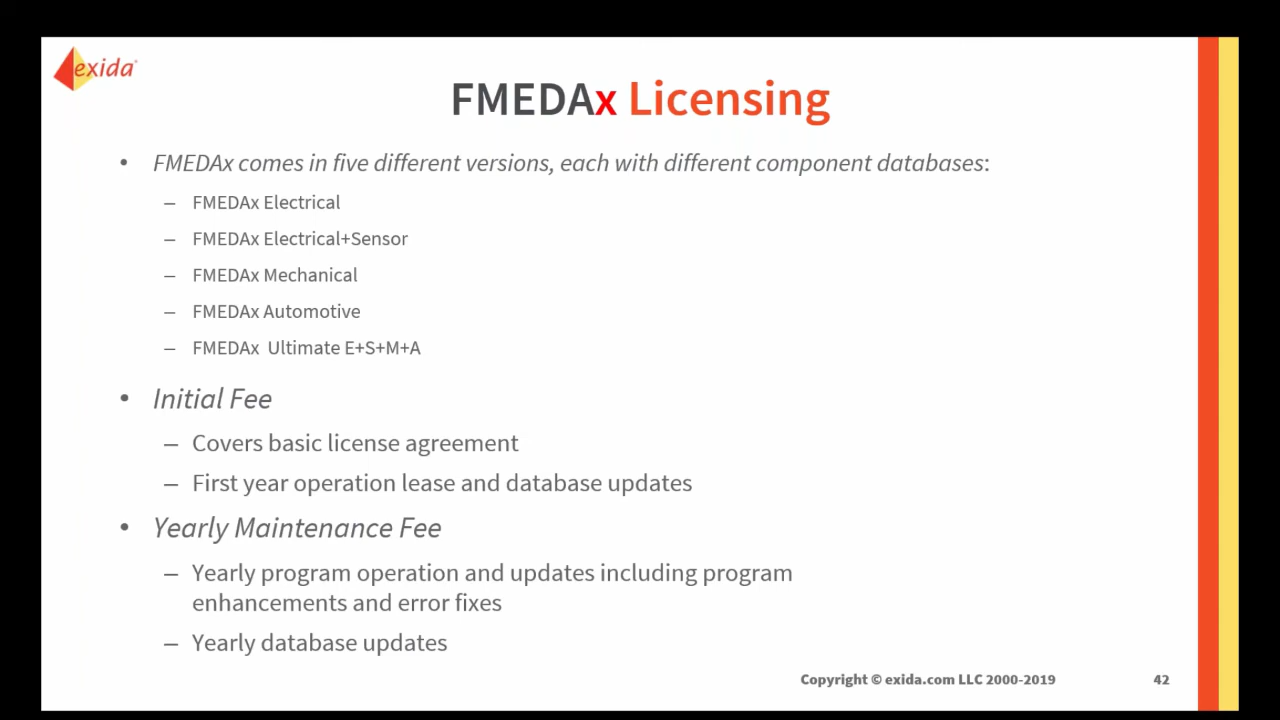 exida
FMEDAx Licensing
• FMEDAx comes in five different versions, each with different component databases:
– FMEDAx Electrical
– FMEDAx Electrical+Sensor
– FMEDAx Mechanical
– FMEDAx Automotive
– FMEDAx  Ultimate E+S+M+A
• Initial Fee
– Covers basic license agreement
– First year operation lease and database updates
• Yearly Maintenance Fee
– Yearly program operation and updates including program
enhancements and error fixes
– Yearly database updates
Copyright © exida.com LLC 2000-2019 42